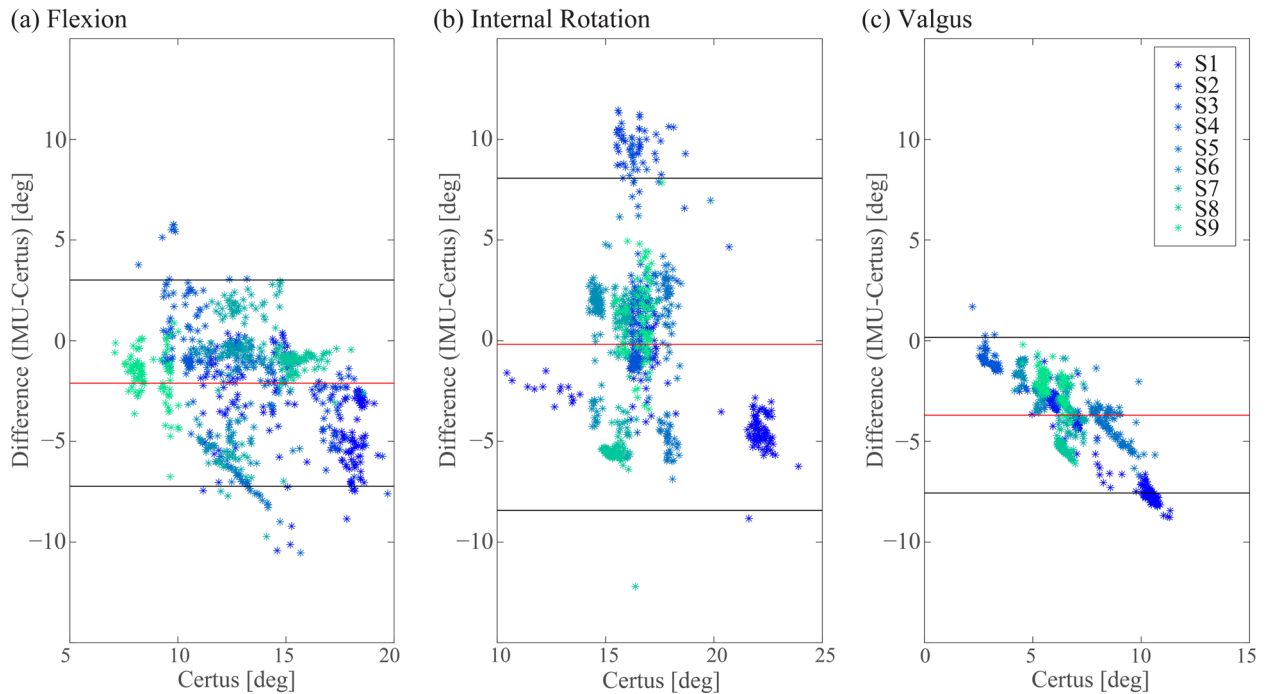 (a) Flexion
(b) Internal Rotation
(c) Valgus
Difference (IMU-Certus) [deg]
10
5
0
−5
−10
5
10
15
20
Certus [deg]
Difference (IMU-Certus) [deg]
10
5
0
−5
−10
10
15
20
25
Certus [deg]
Difference (IMU-Certus) [deg]
10
5
0
−5
−10
0
5
10
15
Certus [deg]
S1
S2
S3
S4
S5
S6
S7
S8
S9